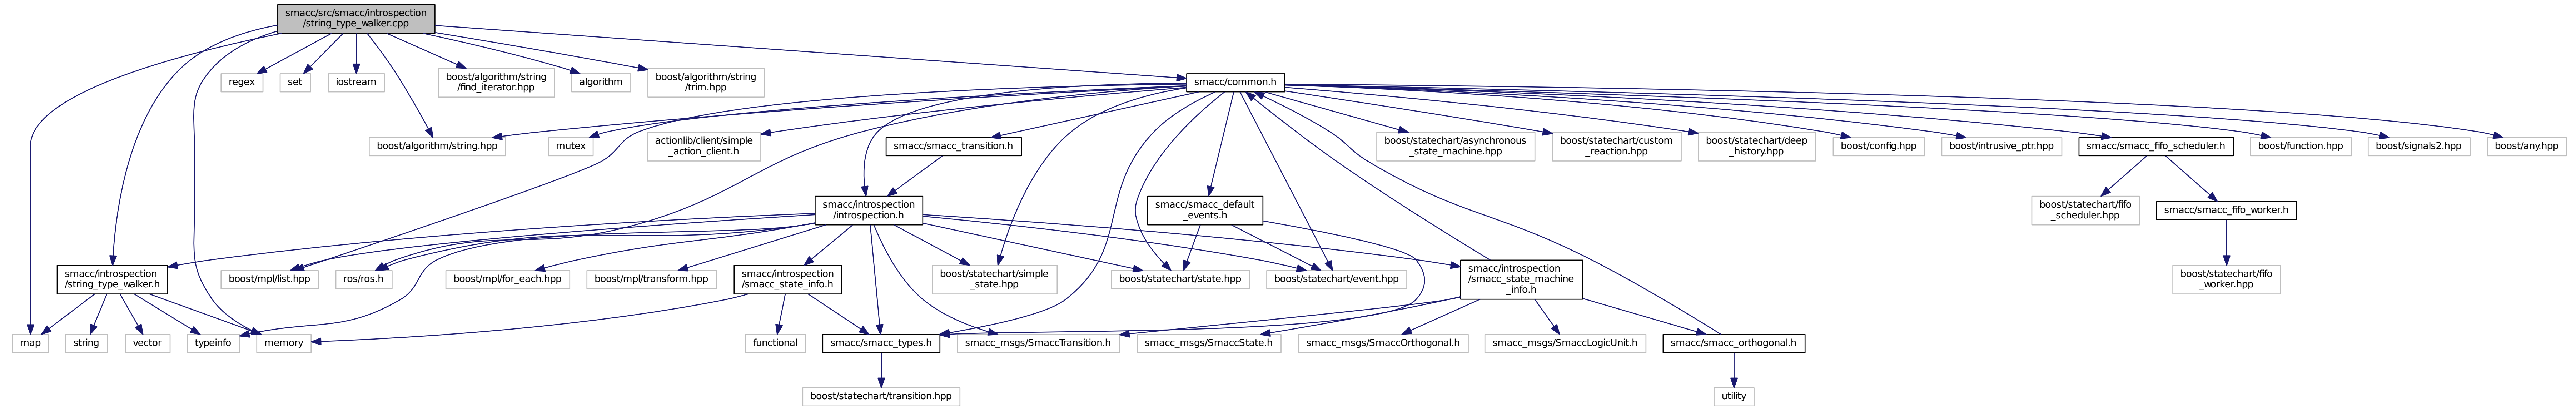 smacc/src/smacc/introspection
/string_type_walker.cpp
regex
set
iostream
boost/algorithm/string
/find_iterator.hpp
algorithm
boost/algorithm/string
/trim.hpp
smacc/common.h
boost/algorithm/string.hpp
mutex
actionlib/client/simple
_action_client.h
smacc/smacc_transition.h
boost/statechart/asynchronous
_state_machine.hpp
boost/statechart/custom
_reaction.hpp
boost/statechart/deep
_history.hpp
boost/config.hpp
boost/intrusive_ptr.hpp
smacc/smacc_fifo_scheduler.h
boost/function.hpp
boost/signals2.hpp
boost/any.hpp
smacc/introspection
/introspection.h
smacc/smacc_default
_events.h
boost/statechart/fifo
_scheduler.hpp
smacc/smacc_fifo_worker.h
smacc/introspection
/string_type_walker.h
boost/mpl/list.hpp
ros/ros.h
boost/mpl/for_each.hpp
boost/mpl/transform.hpp
smacc/introspection
/smacc_state_info.h
boost/statechart/simple
_state.hpp
boost/statechart/state.hpp
boost/statechart/event.hpp
smacc/introspection
/smacc_state_machine
_info.h
boost/statechart/fifo
_worker.hpp
map
string
vector
typeinfo
memory
functional
smacc/smacc_types.h
smacc_msgs/SmaccTransition.h
smacc_msgs/SmaccState.h
smacc_msgs/SmaccOrthogonal.h
smacc_msgs/SmaccLogicUnit.h
smacc/smacc_orthogonal.h
boost/statechart/transition.hpp
utility